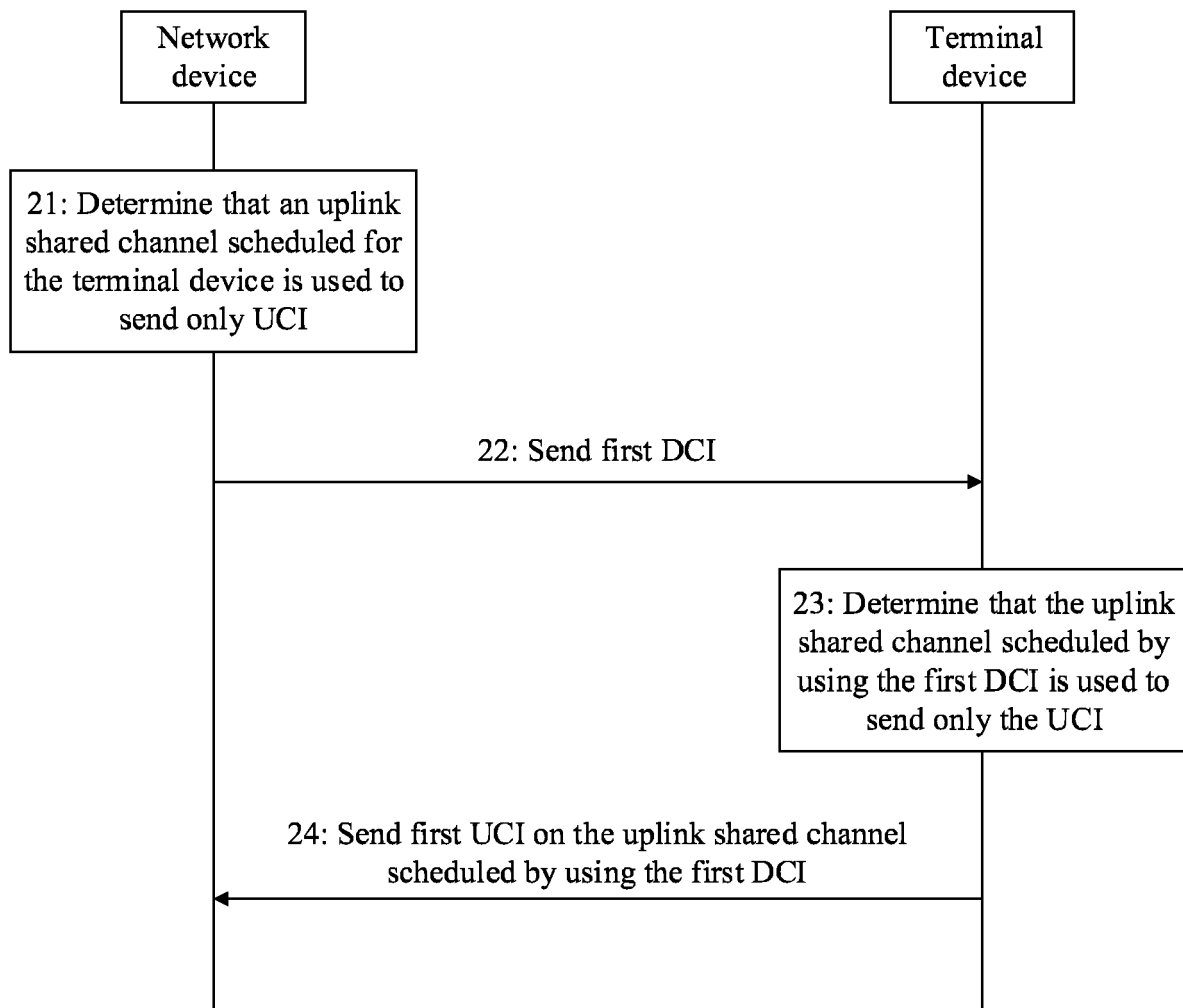 Network
device
Terminal
device
21: Determine that an uplink
shared channel scheduled for
the terminal device is used to
send only UCI
22: Send first DCI
23: Determine that the uplink
shared channel scheduled by
using the first DCI is used to
send only the UCI
24: Send first UCI on the uplink shared channel
scheduled by using the first DCI